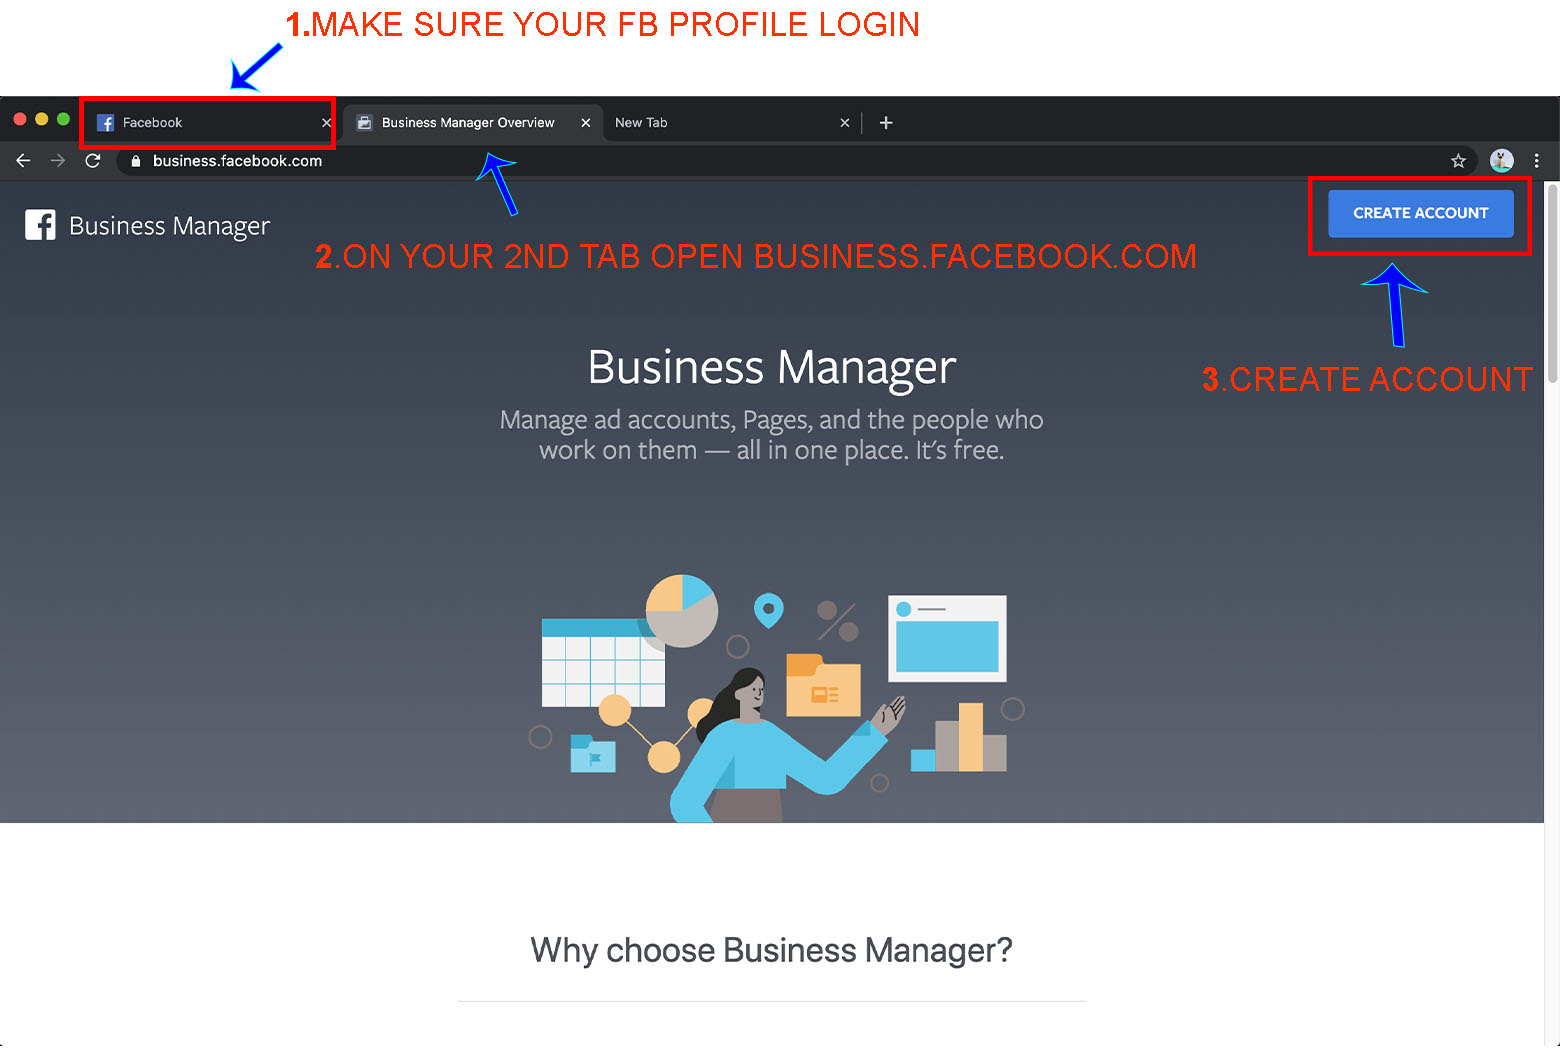 1.MAKE SURE YOUR FB PROFILE LOGIN
Facebook
Business Manager Overview
New Tab
business.facebook.com
Business Manager
CREATE ACCOUNT
2.ON YOUR 2ND TAB OPEN BUSINESS.FACEBOOK.COM
3.CREATE ACCOUNT
Business Manager
Manage ad accounts, Pages, and the people who
work on them — all in one place. It's free.
Why choose Business Manager?